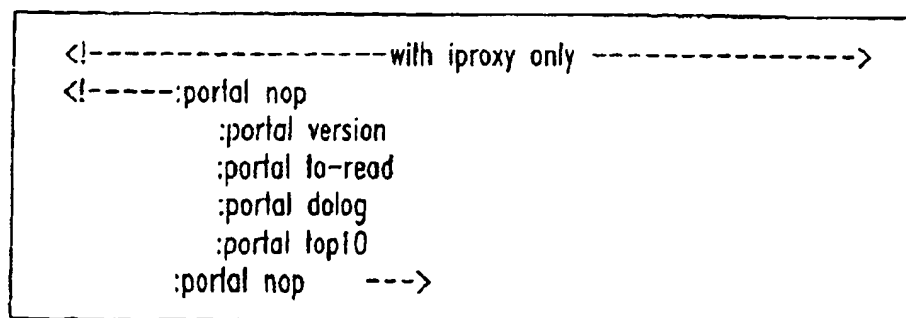 <!------------------with iproxy only --------------->
<!-----:portal nop
:portal version
:portal to-read
:portal dolog
:portal top10
:portal nop --->